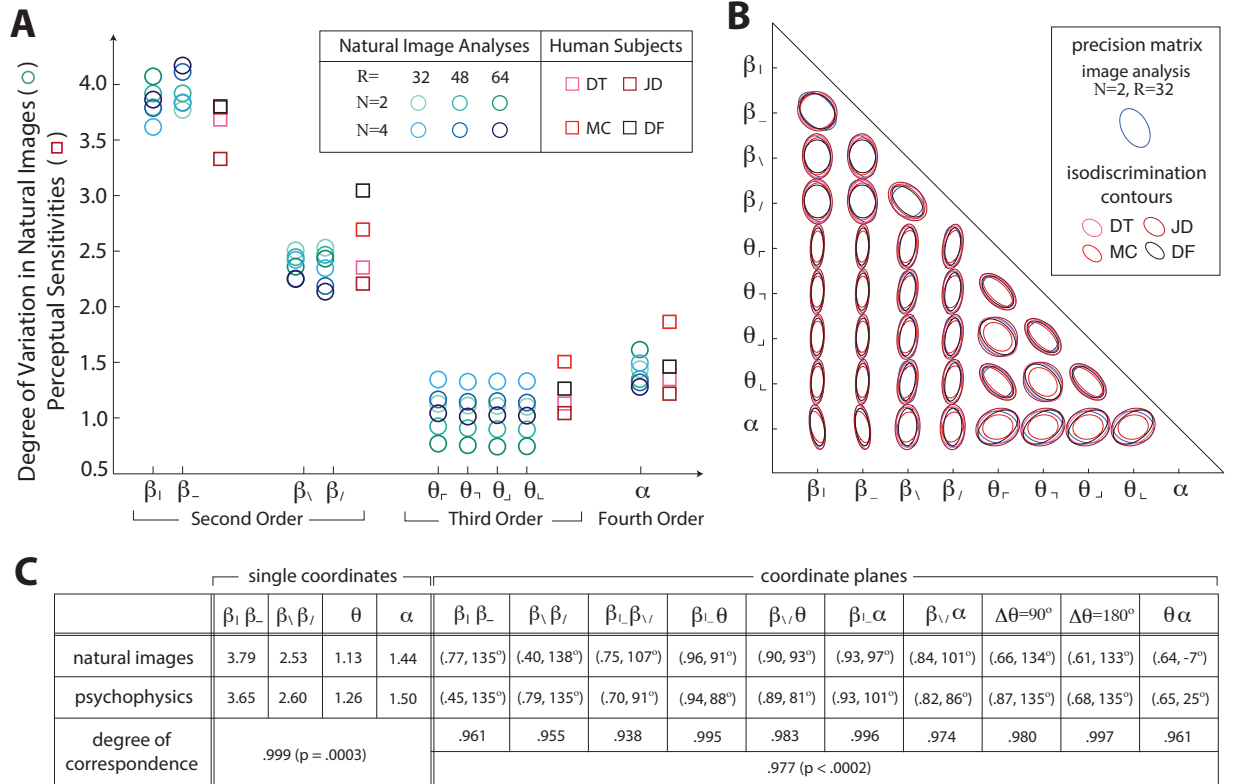 A
Degree of Variation in Natural Images ( )
Perceptual Sensitivities ( )
4.0
3.5
3.0
2.5
2.0
1.5
1.0
0.5
Natural Image Analyses
Human Subjects
R= 32 48 64
N=2
N=4
DT JD
MC DF
β| β_ β\ β/ θ⌜ θ⌝ θ⌟ θ⌞ α
Second Order Third Order Fourth Order
B
β|
β_
β\
β/
θ⌜
θ⌝
θ⌟
θ⌞
α
β| β_ β\ β/ θ⌜ θ⌝ θ⌟ θ⌞ α
precision matrix
image analysis
N=2, R=32
isodiscrimination
contours
DT JD
MC DF
C
single coordinates coordinate planes
β| β_ β\ β/ θ α β| β_ β\ β/ β|_ β\/ β|_ θ β\/ θ β|_ α β\/ α Δθ=90° Δθ=180° θ α
natural images 3.79 2.53 1.13 1.44 (.77, 135°) (.40, 138°) (.75, 107°) (.96, 91°) (.90, 93°) (.93, 97°) (.84, 101°) (.66, 134°) (.61, 133°) (.64, -7°)
psychophysics 3.65 2.60 1.26 1.50 (.45, 135°) (.79, 135°) (.70, 91°) (.94, 88°) (.89, 81°) (.93, 101°) (.82, 86°) (.87, 135°) (.68, 135°) (.65, 25°)
degree of
correspondence
.999 (p = .0003)
.961 .955 .938 .995 .983 .996 .974 .980 .997 .961
.977 (p < .0002)